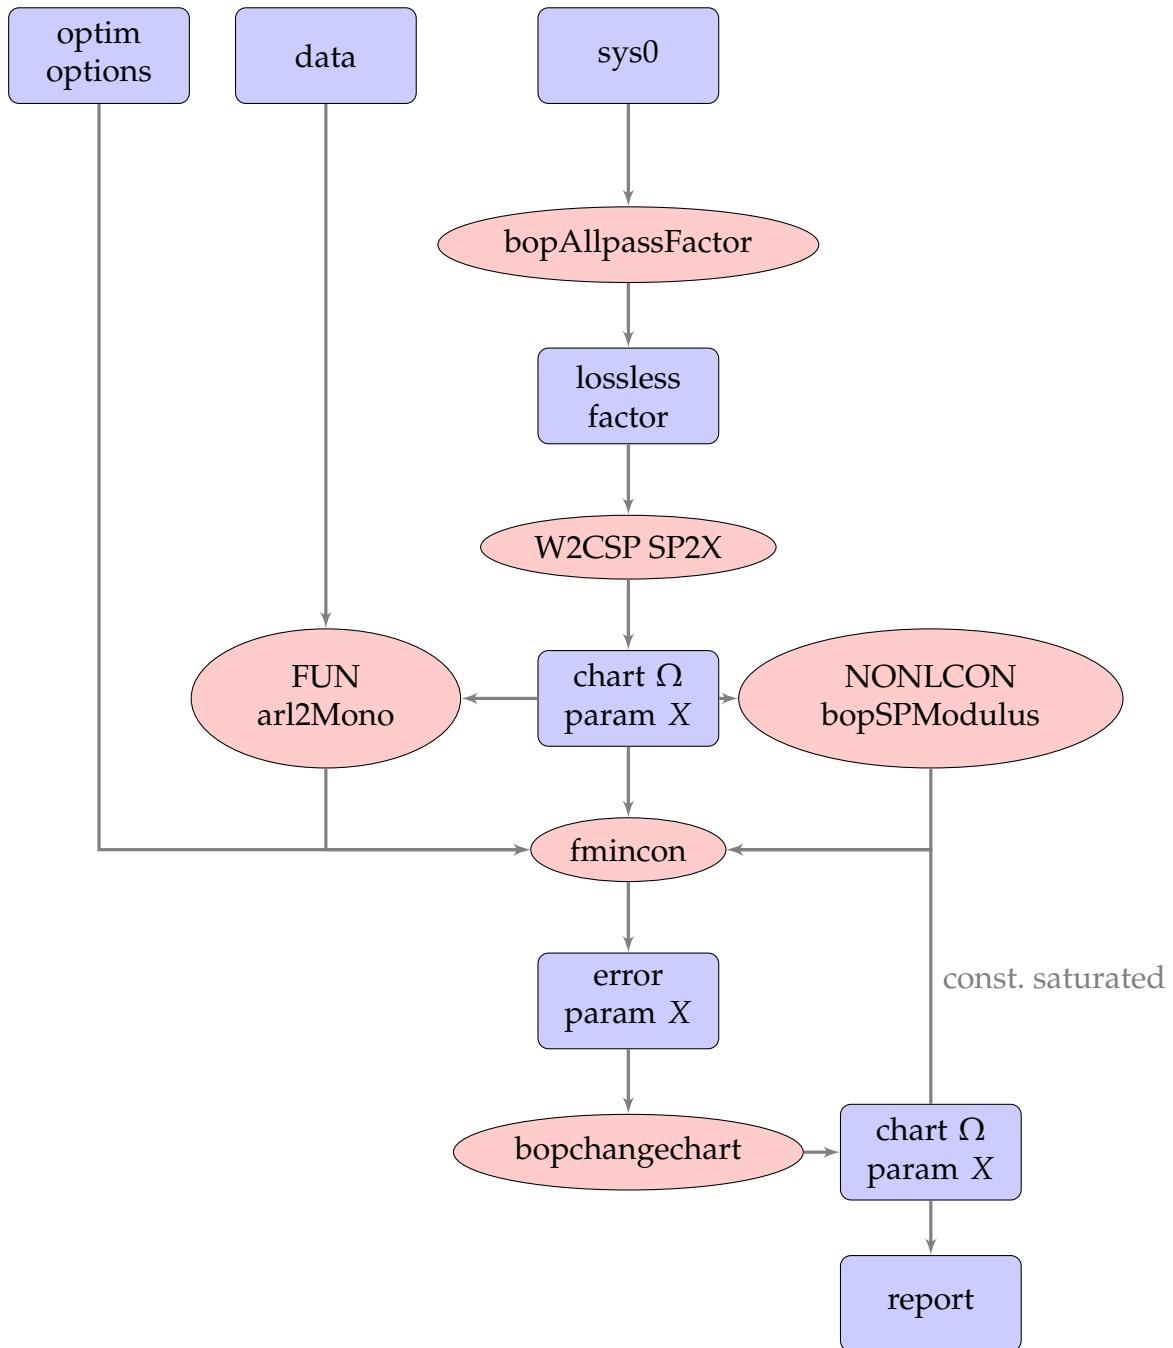 optim
options
data
sys0
bopAllpassFactor
lossless
factor
W2CSP SP2X
FUN
arl2Mono
chart Ω
param X
NONLCON
bopSPModulus
fmincon
error
param X
const. saturated
bopchangechart
chart Ω
param X
report